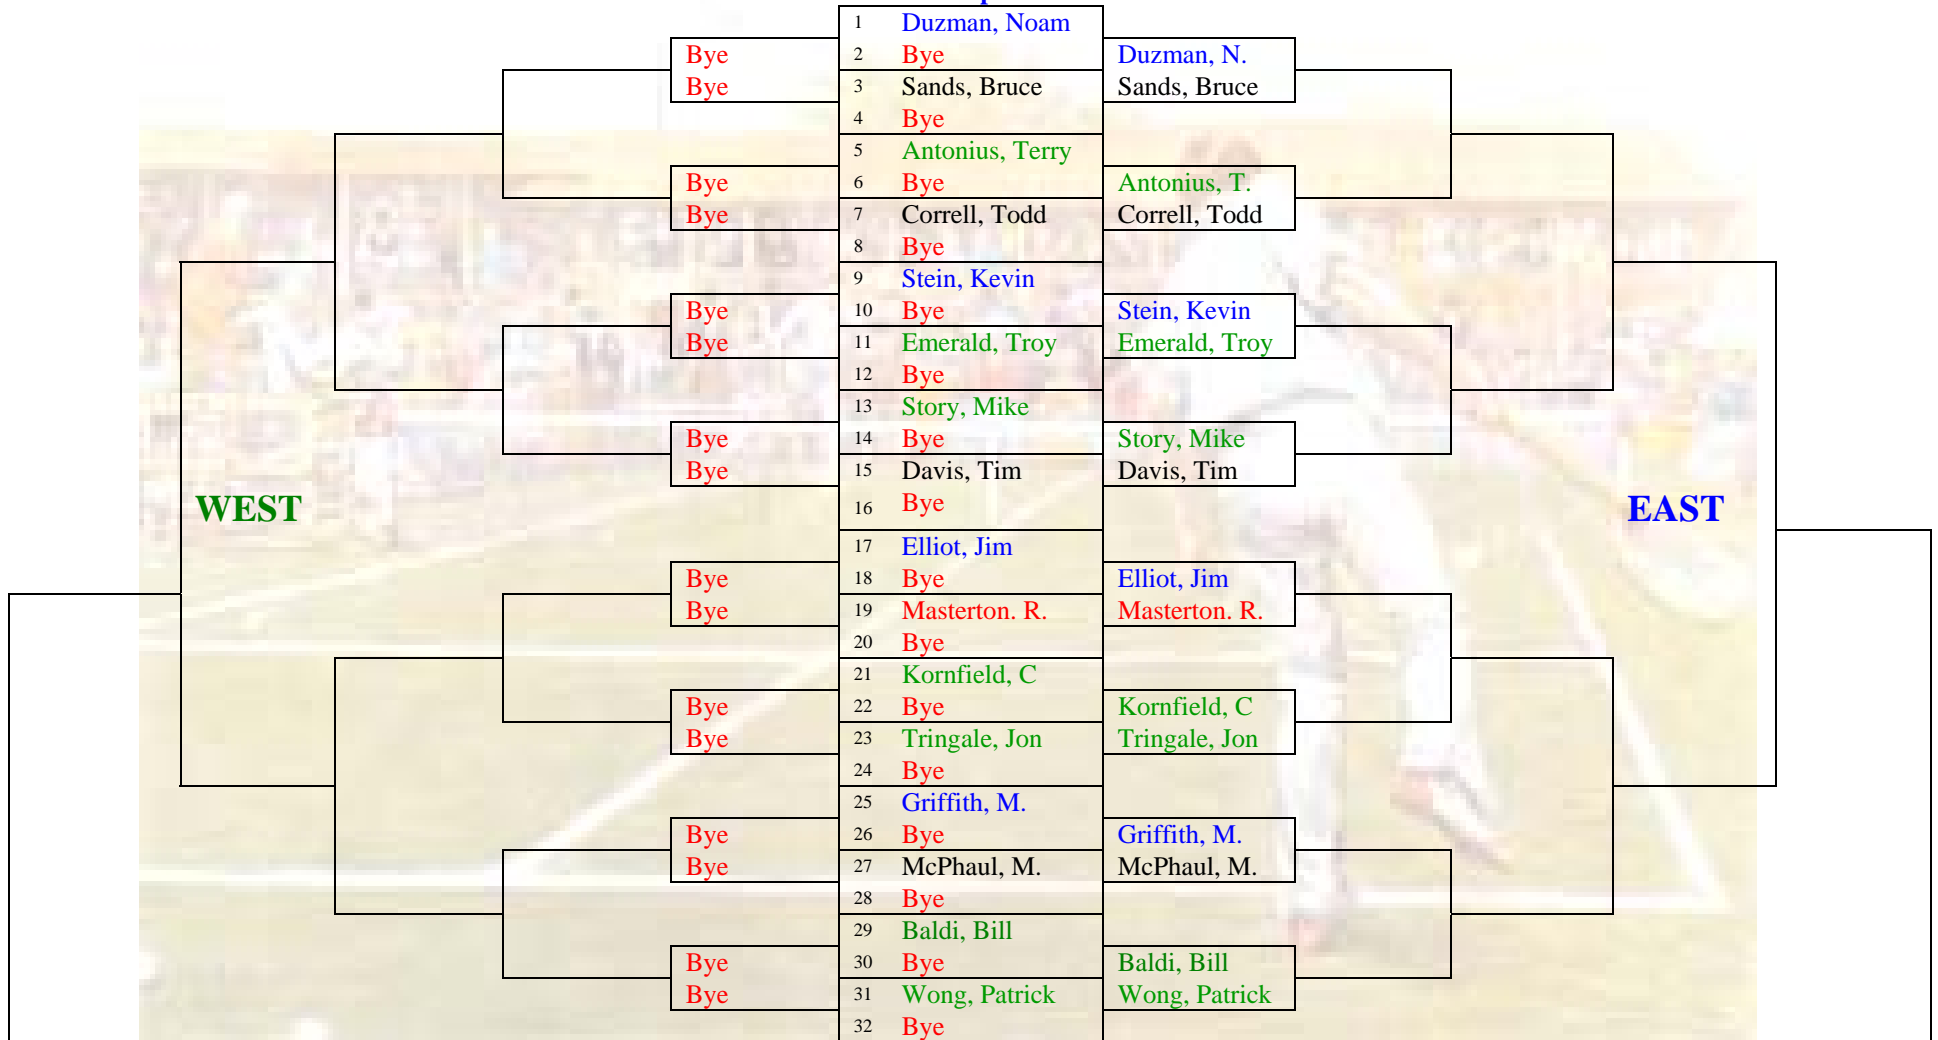 1 Duzman, Noam
Bye 2 Bye Duzman, N.
Bye 3 Sands, Bruce Sands, Bruce
4 Bye
5 Antonius, Terry
Bye 6 Bye Antonius, T.
Bye 7 Correll, Todd Correll, Todd
8 Bye
9 Stein, Kevin
Bye 10 Bye Stein, Kevin
Bye 11 Emerald, Troy Emerald, Troy
12 Bye
13 Story, Mike
Bye 14 Bye Story, Mike
Bye 15 Davis, Tim Davis, Tim
WEST 16 Bye EAST
17 Elliot, Jim
Bye 18 Bye Elliot, Jim
Bye 19 Masterton. R. Masterton. R.
20 Bye
21 Kornfield, C
Bye 22 Bye Kornfield, C
Bye 23 Tringale, Jon Tringale, Jon
24 Bye
25 Griffith, M.
Bye 26 Bye Griffith, M.
Bye 27 McPhaul, M. McPhaul, M.
28 Bye
29 Baldi, Bill
Bye 30 Bye Baldi, Bill
Bye 31 Wong, Patrick Wong, Patrick
32 Bye